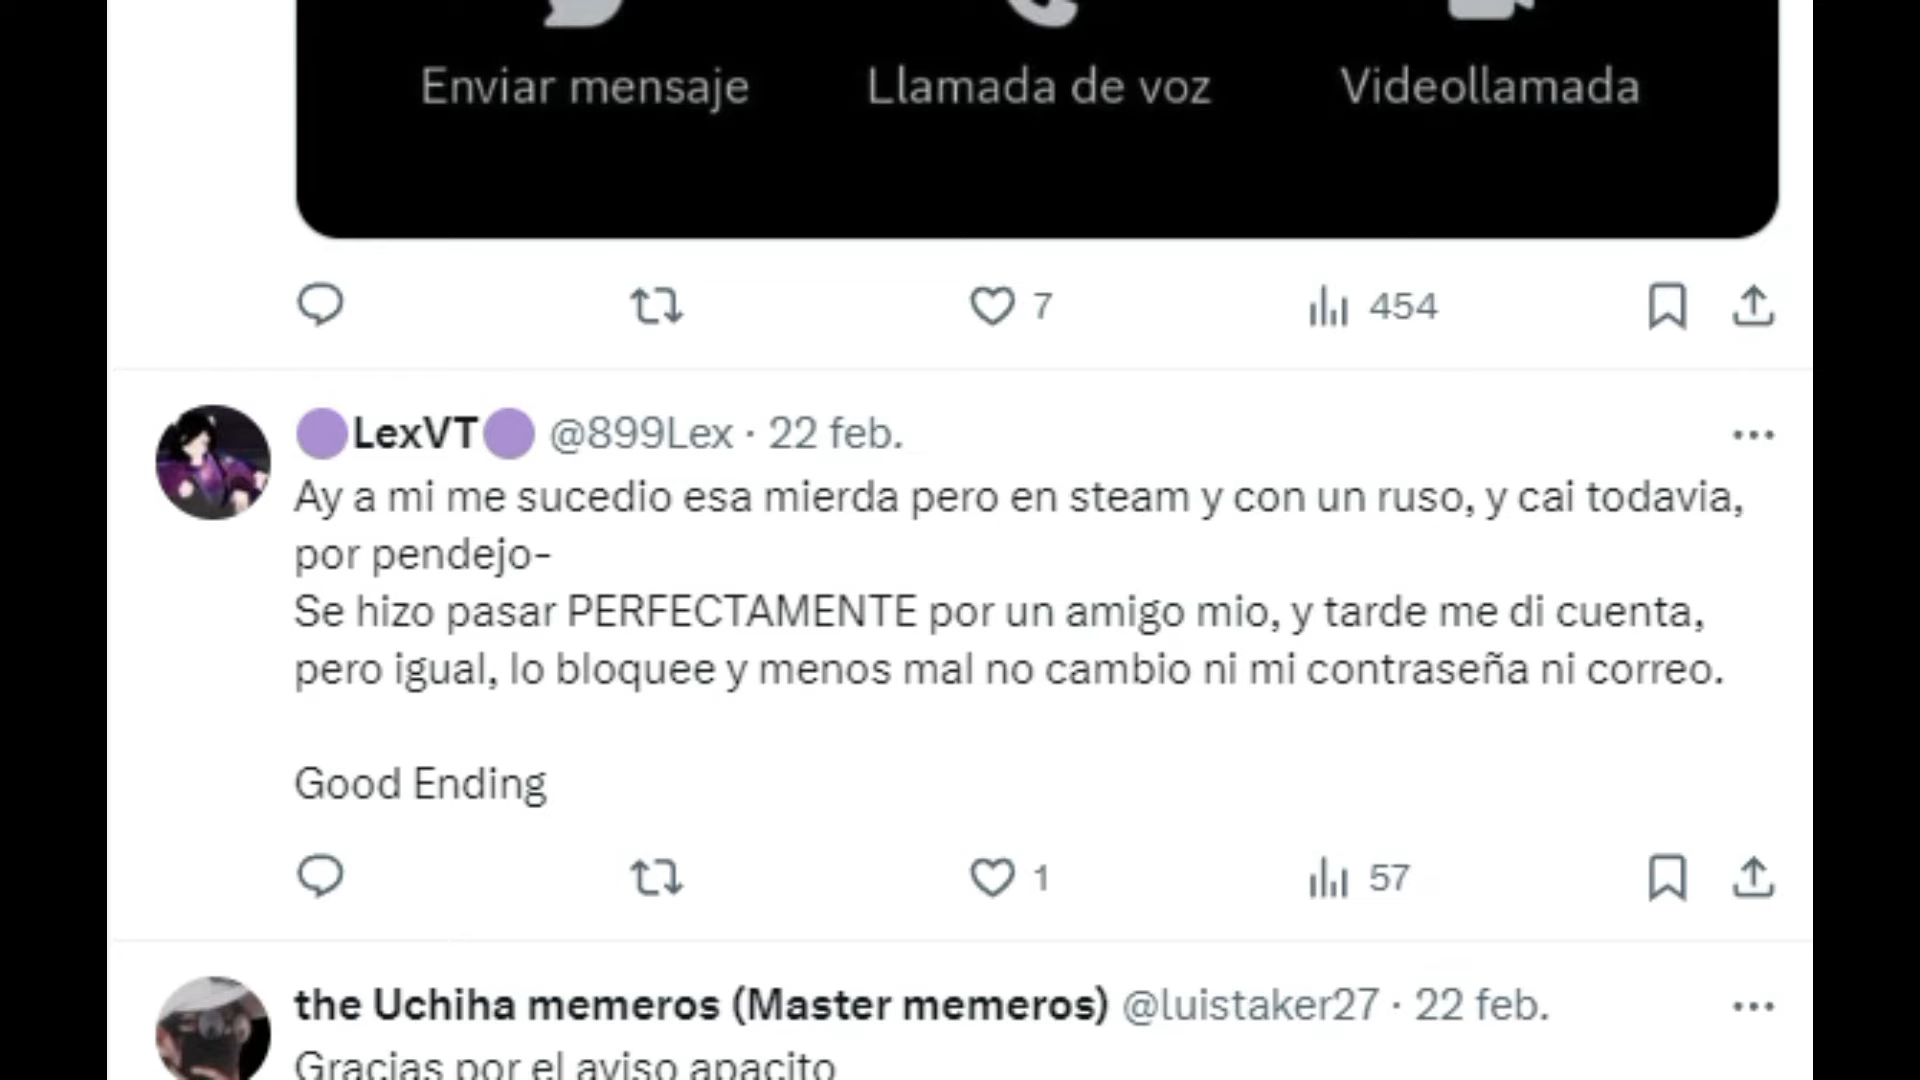 Enviar mensaje Llamada de voz Videollamada
7 454
LexVT @899Lex · 22 feb.
Ay a mi me sucedio esa mierda pero en steam y con un ruso, y cai todavia,
por pendejo-
Se hizo pasar PERFECTAMENTE por un amigo mio, y tarde me di cuenta,
pero igual, lo bloquee y menos mal no cambio ni mi contraseña ni correo.
Good Ending
1 57
the Uchiha memeros (Master memeros) @luistaker27 · 22 feb.
Gracias por el aviso apacito